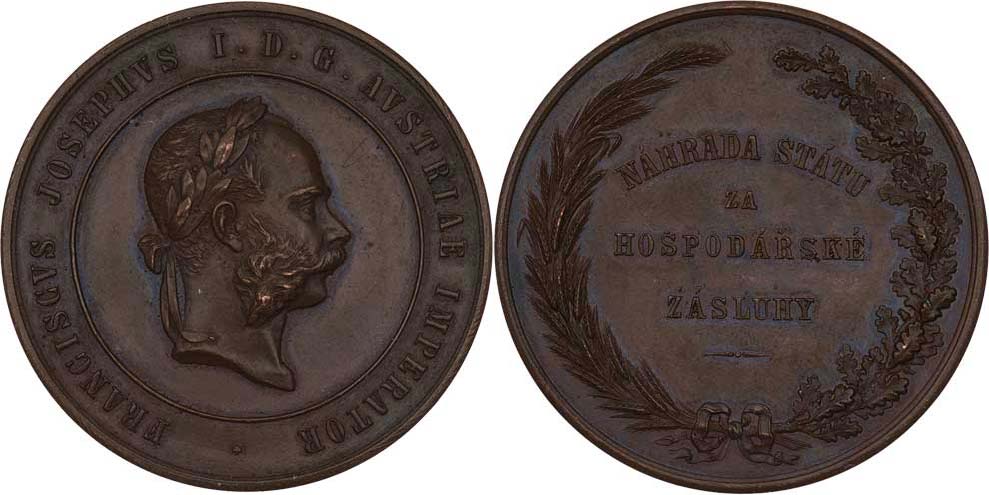 FRANCISCVS JOSEPHVS I. D. G. AVSTRIAE IMPERATOR
NÁHRADA STÁTU
ZA
HOSPODÁŘSKÉ
ZÁSLUHY